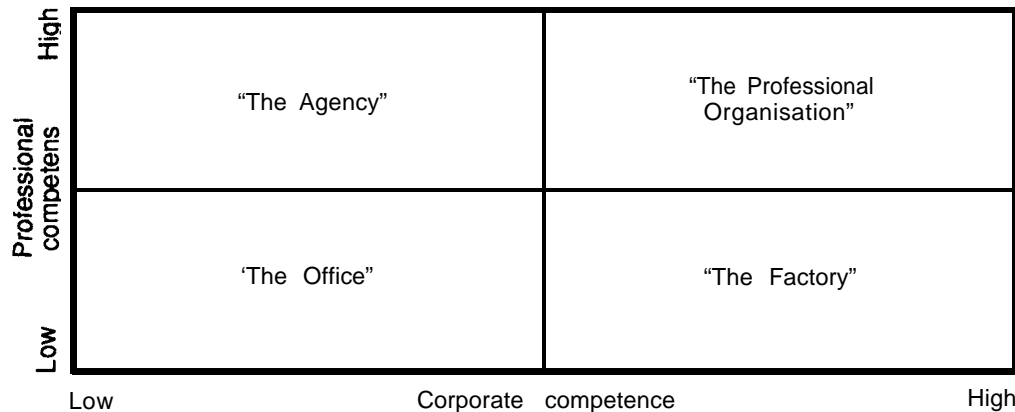 High
“The Agency”
“The Professional
Organisation”
Professional
competens
‘The Office”
“The Factory”
Low
Low
Corporate competence
High